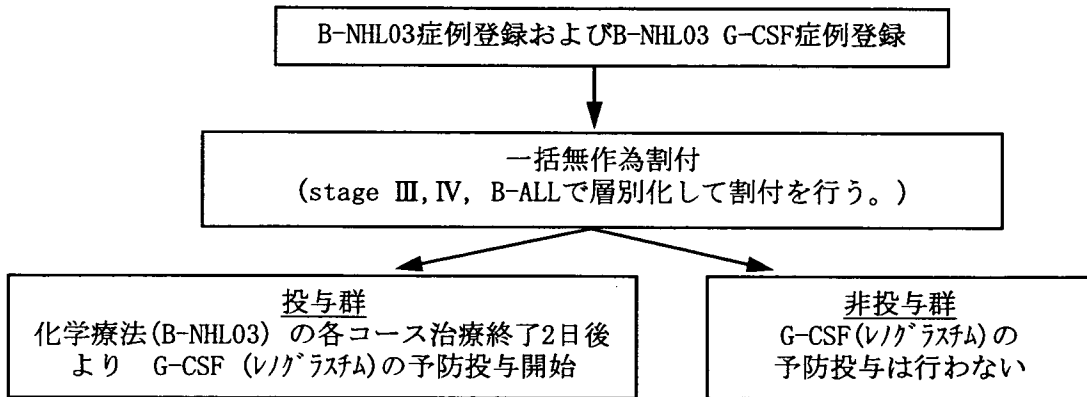 B-NHL03症例登録およびB-NHL03 G-CSF症例登録
一括無作為割付
(stage Ⅲ,Ⅳ, B-ALLで層別化して割付を行う。)
投与群
化学療法(B-NHL03) の各コース治療終了2日後
より G-CSF (ﾚﾉｸﾞﾗｽﾁﾑ)の予防投与開始
非投与群
G-CSF(ﾚﾉｸﾞﾗｽﾁﾑ)の
予防投与は行わない